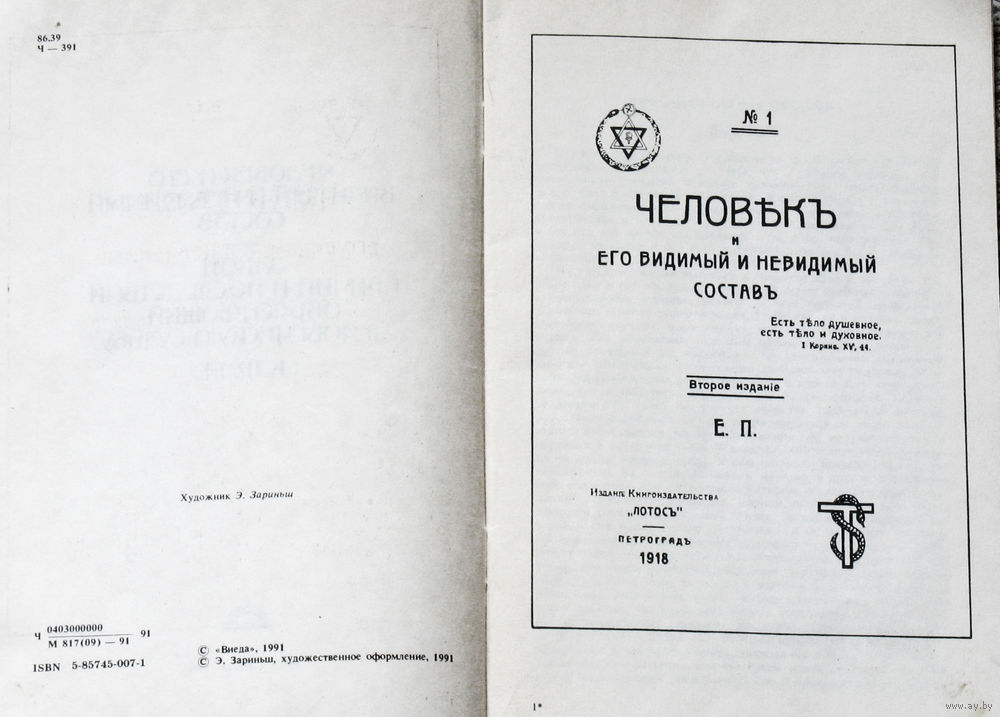 86.39
Ч — 391
Художник Э. Зариньш
Ч 0403000000 91
М 817(09) — 91
ISBN 5-85745-007-1
© «Виеда», 1991
© Э. Зариньш, художественное оформление, 1991
№ 1
ЧЕЛОВѢКЪ
И
ЕГО ВИДИМЫЙ И НЕВИДИМЫЙ
СОСТАВЪ
Есть тѣло душевное,
есть тѣло и духовное.
I Коринѳ. XV, 44.
Второе изданіе
Е. П.
Изданіе Книгоиздательства
„ЛОТОСЪ"
ПЕТРОГРАДЪ
1918
1*
www.ay.by